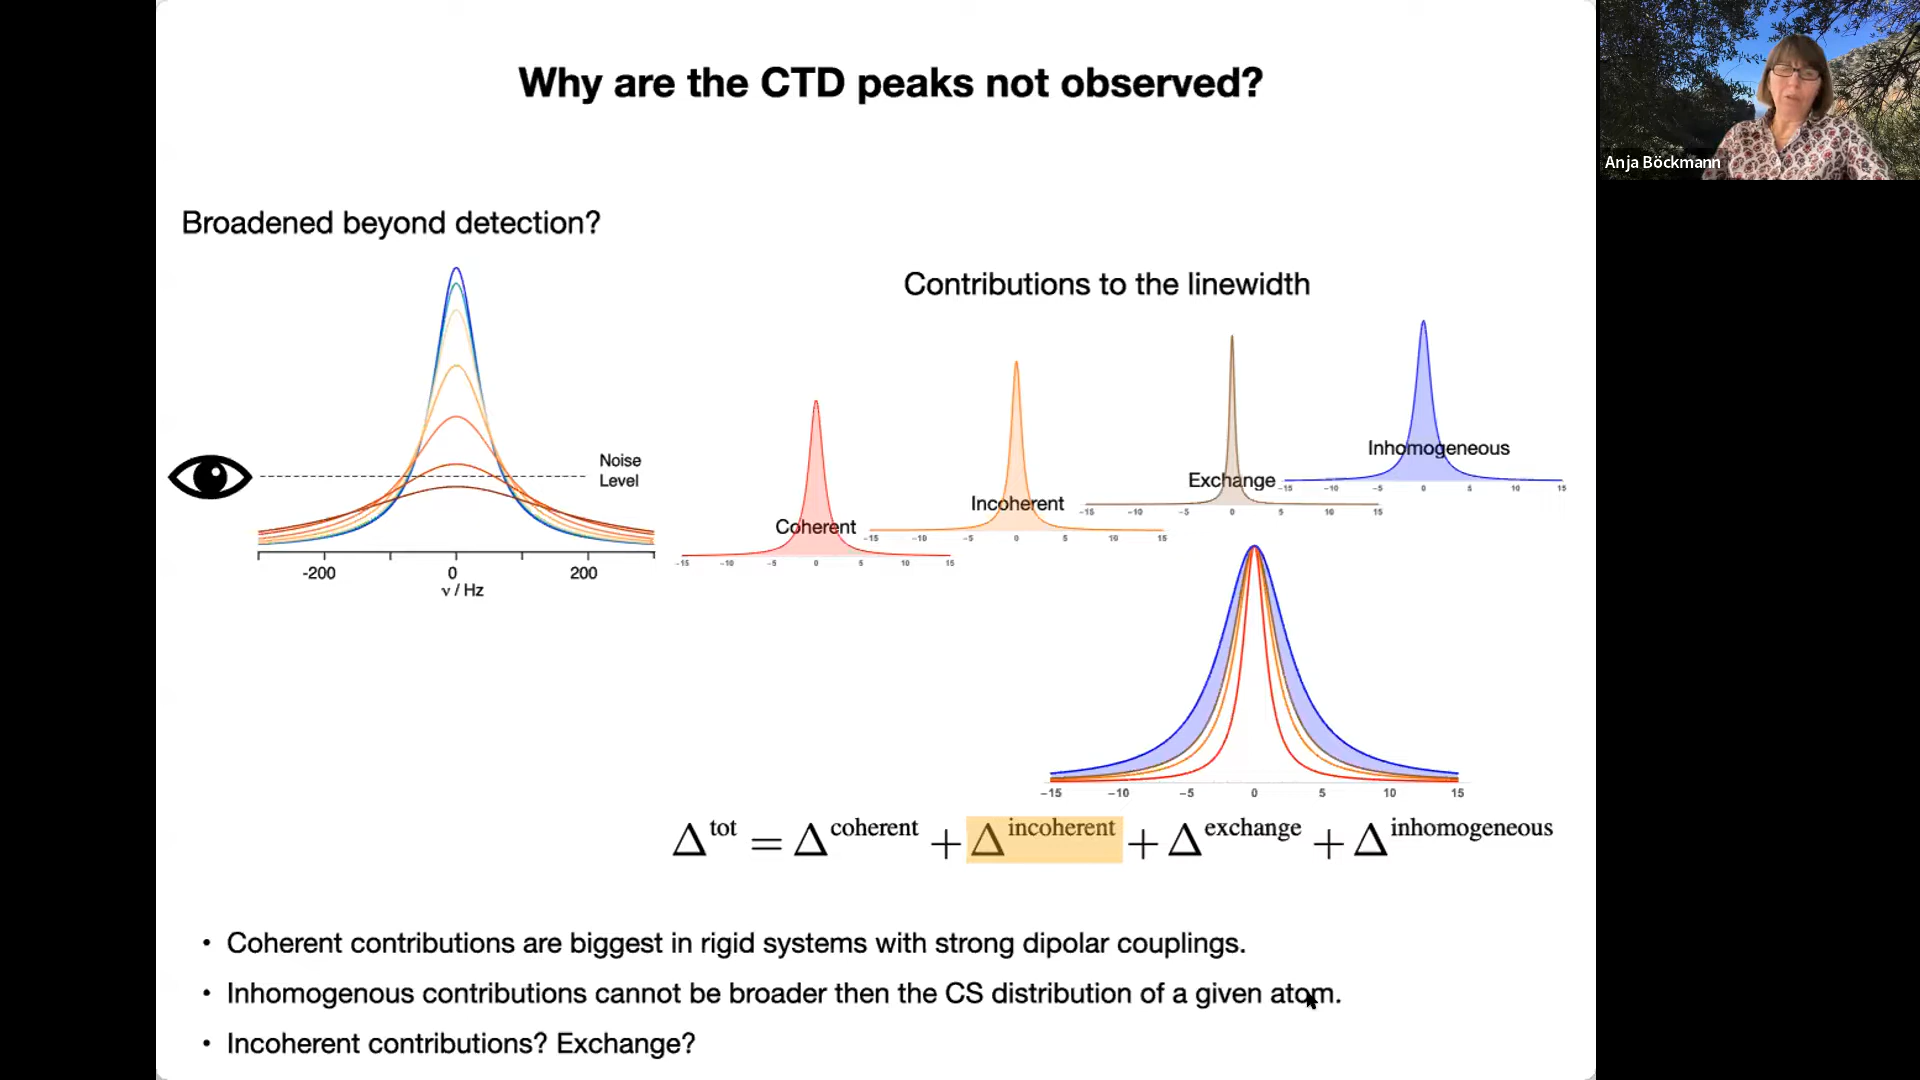 Why are the CTD peaks not observed?
Anja Böckmann
Broadened beyond detection?
Contributions to the linewidth
Noise
Level
-200 0 200
ν / Hz
Coherent
-15 -10 -5 0 5 10 15
Incoherent
-15 -10 -5 0 5 10 15
Exchange
-15 -10 -5 0 5 10 15
Inhomogeneous
-15 -10 -5 0 5 10 15
-15 -10 -5 0 5 10 15
Δ^tot = Δ^coherent + Δ^incoherent + Δ^exchange + Δ^inhomogeneous
• Coherent contributions are biggest in rigid systems with strong dipolar couplings.
• Inhomogenous contributions cannot be broader then the CS distribution of a given atom.
• Incoherent contributions? Exchange?